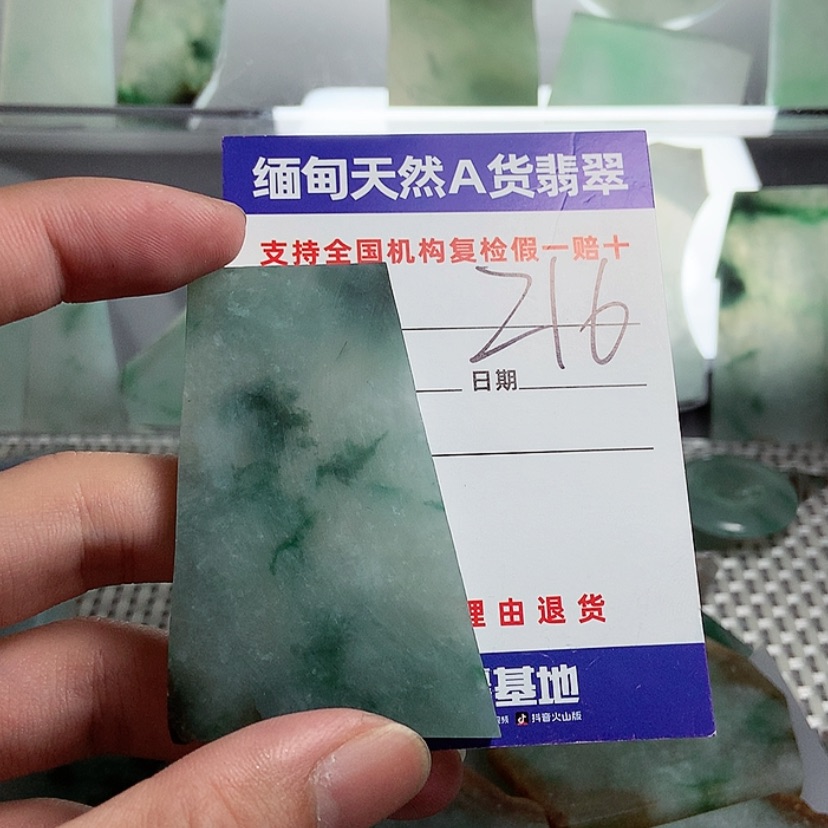 缅甸天然A货翡翠
支持全国机构复检假一赔十
216
日期
理由退货
基地
抖音火山版